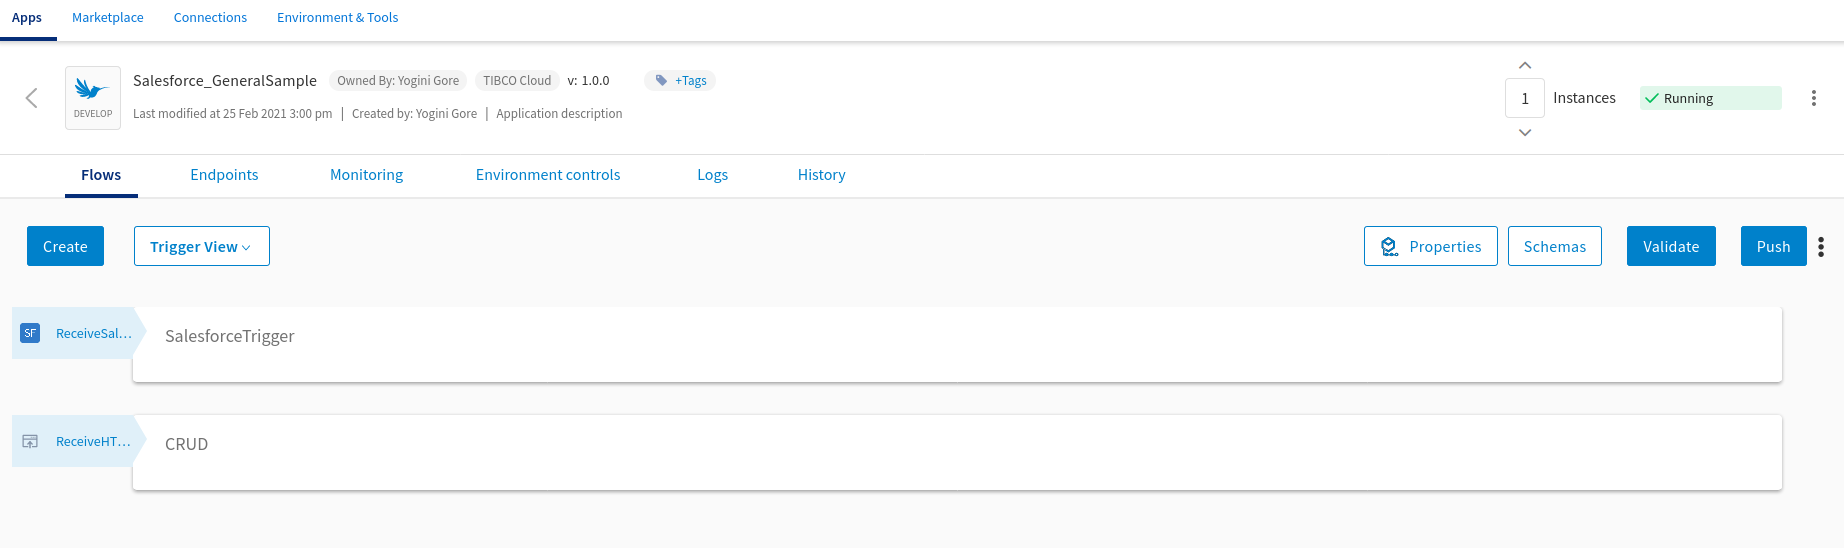 Apps Marketplace Connections Environment & Tools
Salesforce_GeneralSample Owned By: Yogini Gore TIBCO Cloud v: 1.0.0 +Tags
DEVELOP
Last modified at 25 Feb 2021 3:00 pm | Created by: Yogini Gore | Application description
1 Instances Running
Flows Endpoints Monitoring Environment controls Logs History
Create Trigger View Properties Schemas Validate Push
SF ReceiveSal... SalesforceTrigger
ReceiveHT... CRUD